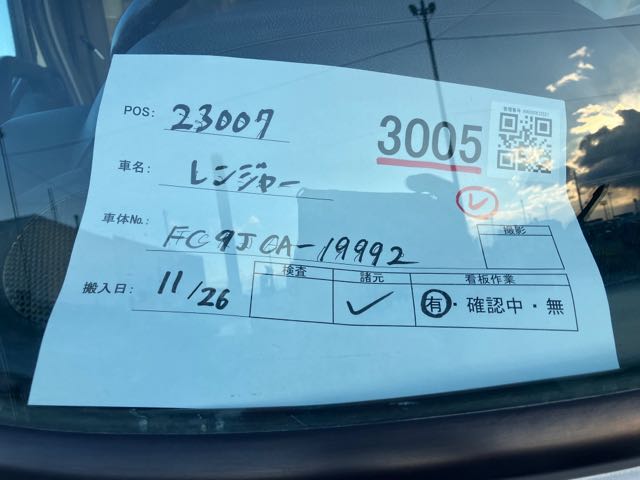 POS: 23007
3005
車名: レンジャー
レ
車体No. FC9JCA-19992
撮影
搬入日: 11/26
検査 諸元 看板作業
✓ 有・確認中・無